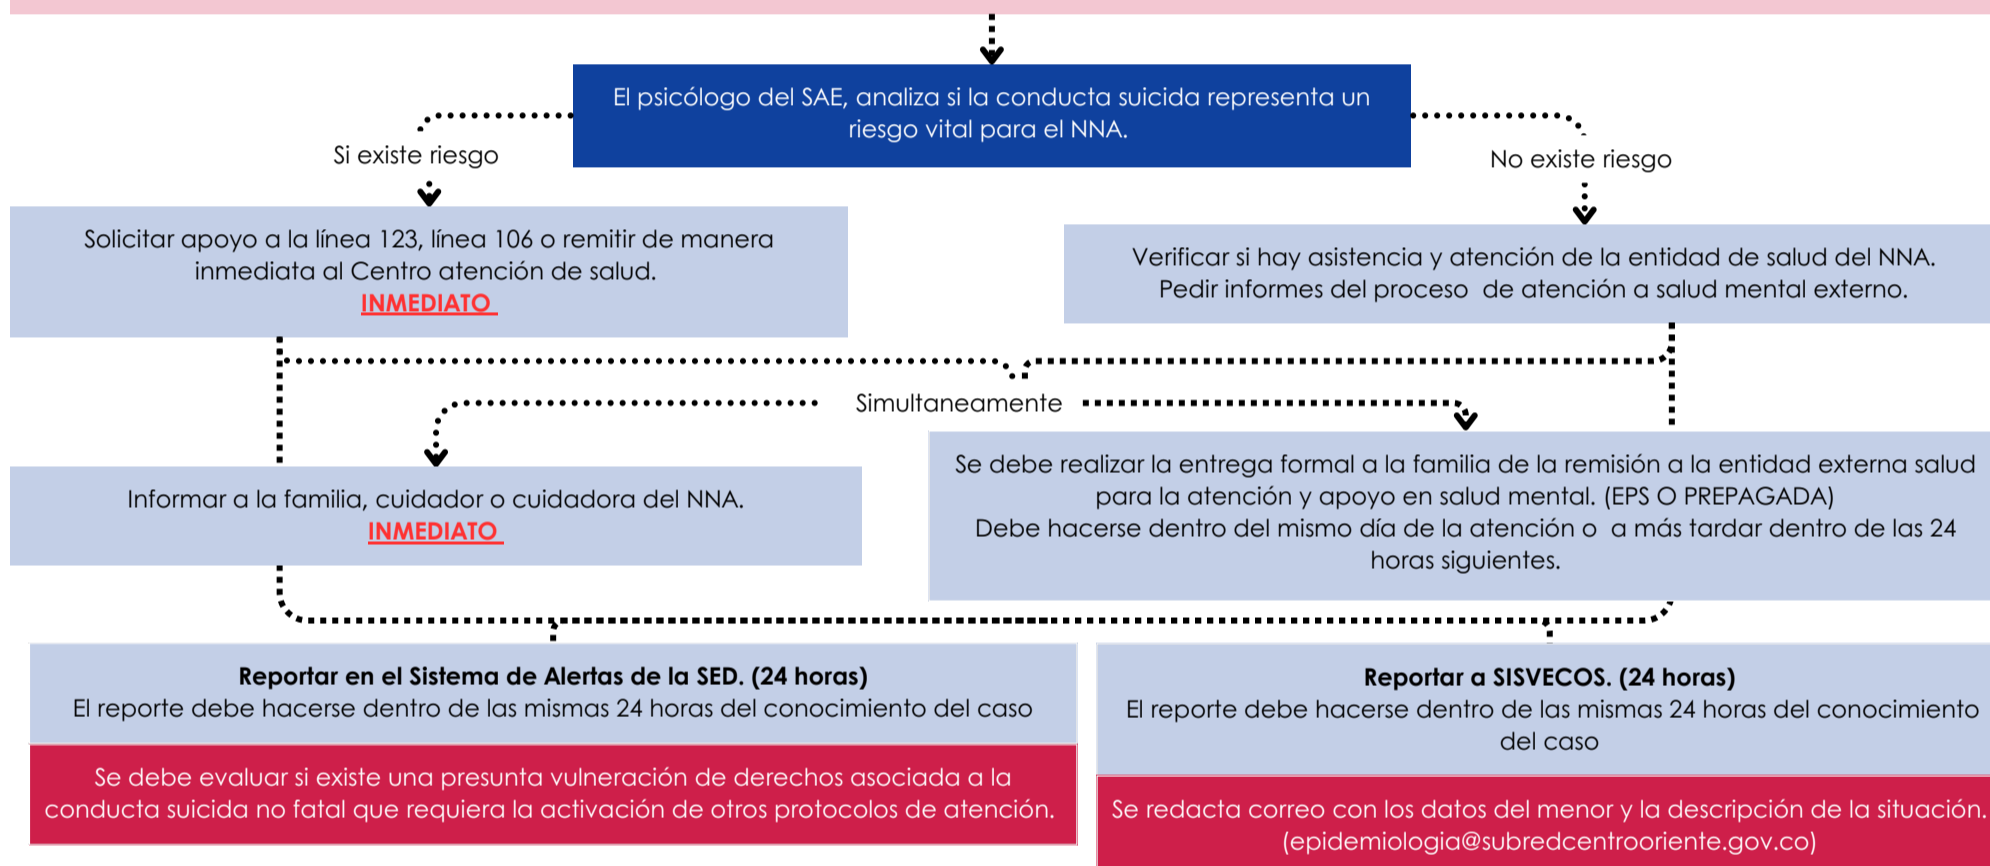 El psicólogo del SAE, analiza si la conducta suicida representa un
riesgo vital para el NNA.
Si existe riesgo
No existe riesgo
Solicitar apoyo a la línea 123, línea 106 o remitir de manera
inmediata al Centro atención de salud.
INMEDIATO
Verificar si hay asistencia y atención de la entidad de salud del NNA.
Pedir informes del proceso de atención a salud mental externo.
Simultaneamente
Informar a la familia, cuidador o cuidadora del NNA.
INMEDIATO
Se debe realizar la entrega formal a la familia de la remisión a la entidad externa salud
para la atención y apoyo en salud mental. (EPS O PREPAGADA)
Debe hacerse dentro del mismo día de la atención o a más tardar dentro de las 24
horas siguientes.
Reportar en el Sistema de Alertas de la SED. (24 horas)
El reporte debe hacerse dentro de las mismas 24 horas del conocimiento del caso
Se debe evaluar si existe una presunta vulneración de derechos asociada a la
conducta suicida no fatal que requiera la activación de otros protocolos de atención.
Reportar a SISVECOS. (24 horas)
El reporte debe hacerse dentro de las mismas 24 horas del conocimiento
del caso
Se redacta correo con los datos del menor y la descripción de la situación.
(epidemiologia@subredcentrooriente.gov.co)